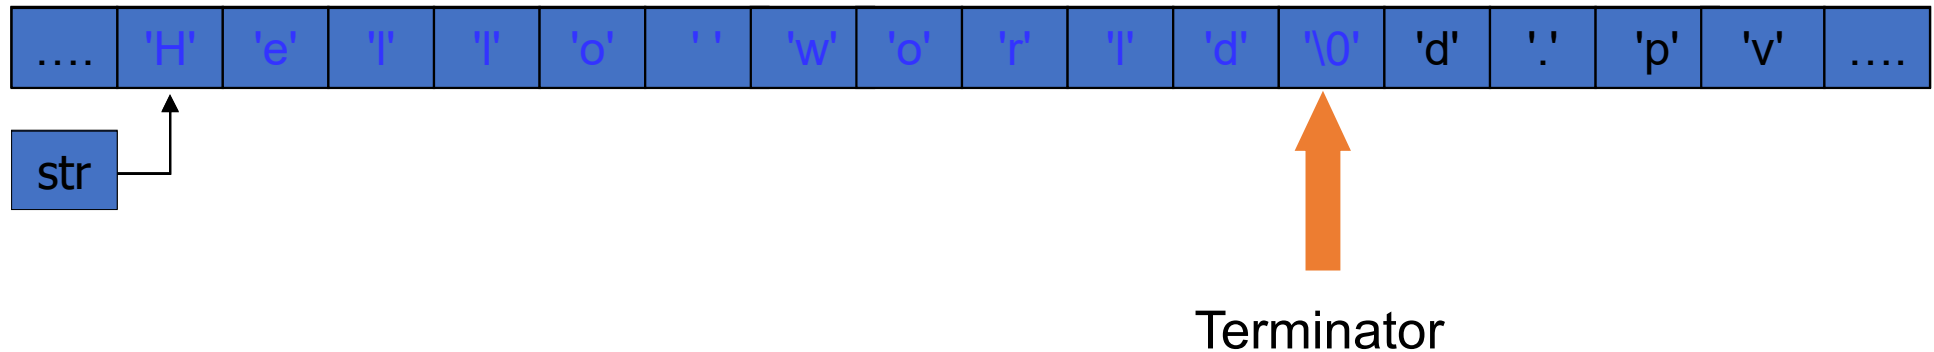 .... 'H' 'e' 'l' 'l' 'o' ' ' 'w' 'o' 'r' 'l' 'd' '\0' 'd' '.' 'p' 'v' ....
str
Terminator